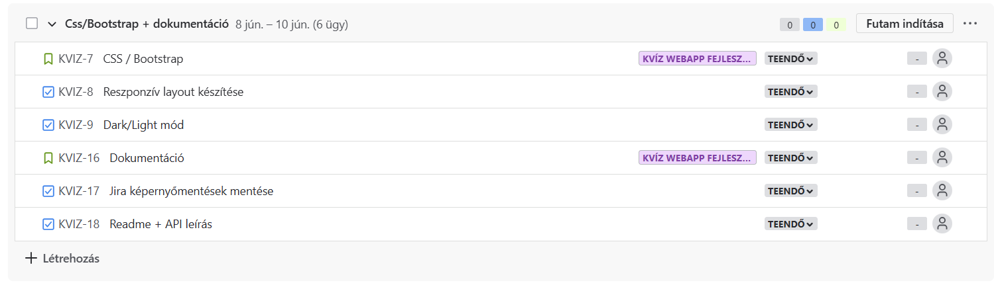 Css/Bootstrap + dokumentáció 8 jún. – 10 jún. (6 ügy) 0 0 0 Futam indítása
KVIZ-7 CSS / Bootstrap KVÍZ WEBAPP FEJLESZ... TEENDŐ -
KVIZ-8 Reszponzív layout készítése TEENDŐ -
KVIZ-9 Dark/Light mód TEENDŐ -
KVIZ-16 Dokumentáció KVÍZ WEBAPP FEJLESZ... TEENDŐ -
KVIZ-17 Jira képernyőmentések mentése TEENDŐ -
KVIZ-18 Readme + API leírás TEENDŐ -
Létrehozás